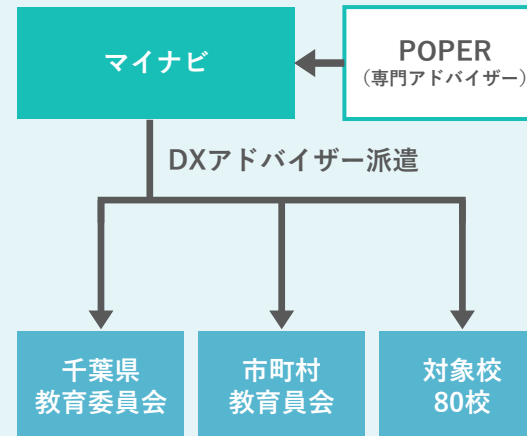 マイナビ
POPER
（専門アドバイザー）
DXアドバイザー派遣
千葉県
教育委員会
市町村
教育員会
対象校
80校